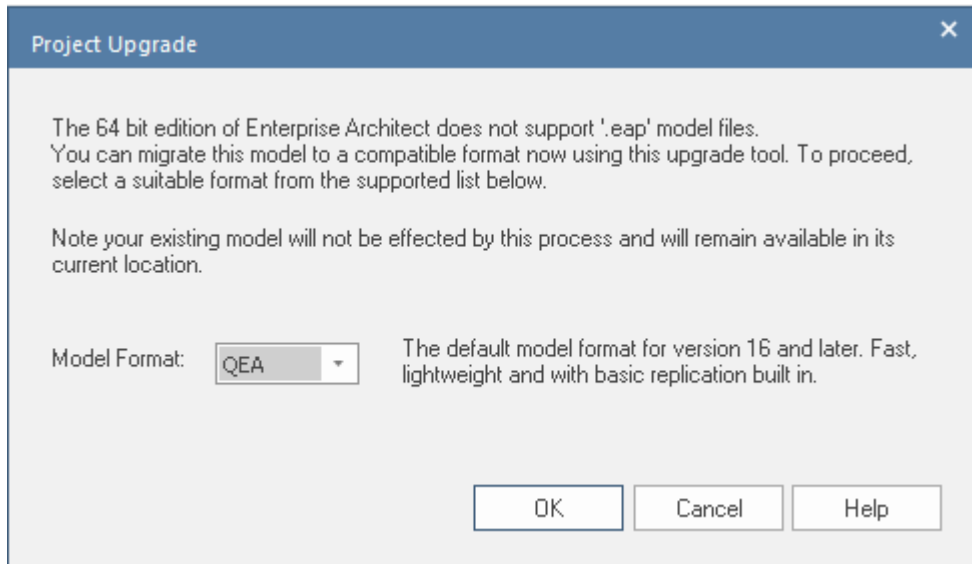 Project Upgrade
The 64 bit edition of Enterprise Architect does not support '.eap' model files.
You can migrate this model to a compatible format now using this upgrade tool. To proceed,
select a suitable format from the supported list below.
Note your existing model will not be effected by this process and will remain available in its
current location.
Model Format:
QEA
The default model format for version 16 and later. Fast,
lightweight and with basic replication built in.
OK
Cancel
Help